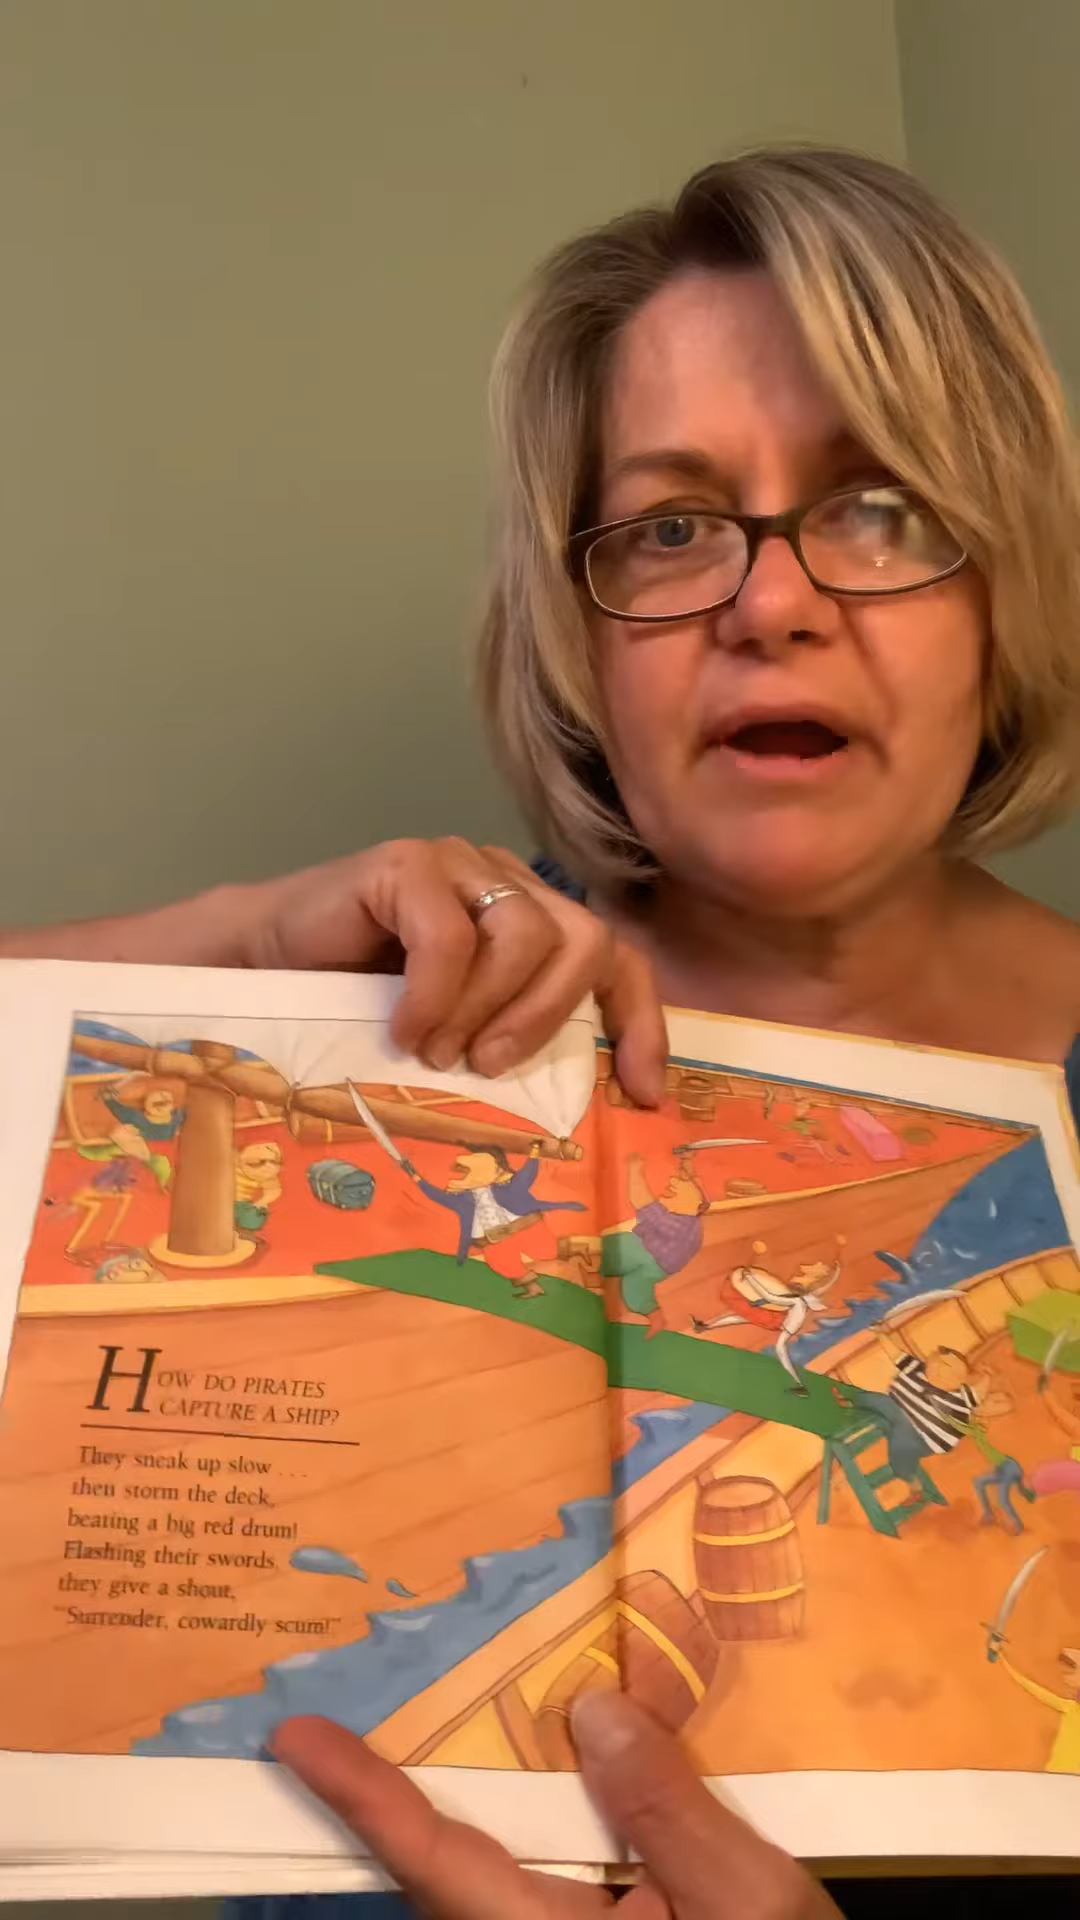 HOW DO PIRATES
CAPTURE A SHIP?
They sneak up slow . . .
then storm the deck,
beating a big red drum!
Flashing their swords,
they give a shout,
"Surrender, cowardly scum!"